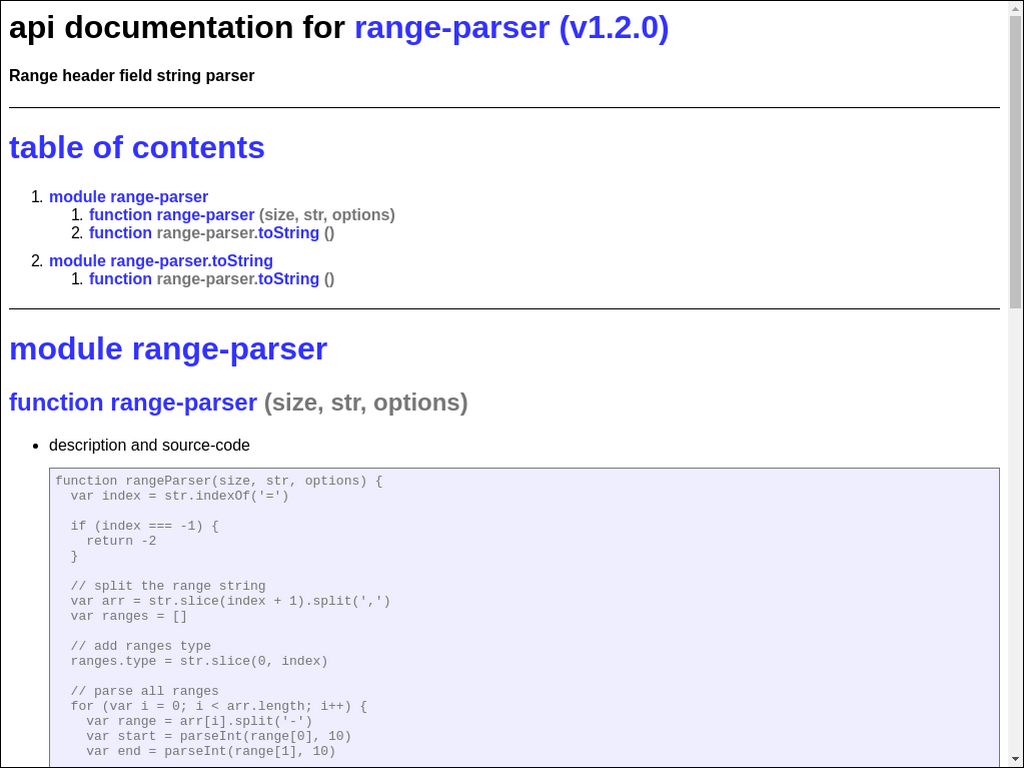 api documentation for range-parser (v1.2.0)
Range header field string parser
table of contents
1. module range-parser
1. function range-parser (size, str, options)
2. function range-parser.toString ()
2. module range-parser.toString
1. function range-parser.toString ()
module range-parser
function range-parser (size, str, options)
• description and source-code
function rangeParser(size, str, options) {
  var index = str.indexOf('=')
  if (index === -1) {
    return -2
  }
  // split the range string
  var arr = str.slice(index + 1).split(',')
  var ranges = []
  // add ranges type
  ranges.type = str.slice(0, index)
  // parse all ranges
  for (var i = 0; i < arr.length; i++) {
    var range = arr[i].split('-')
    var start = parseInt(range[0], 10)
    var end = parseInt(range[1], 10)